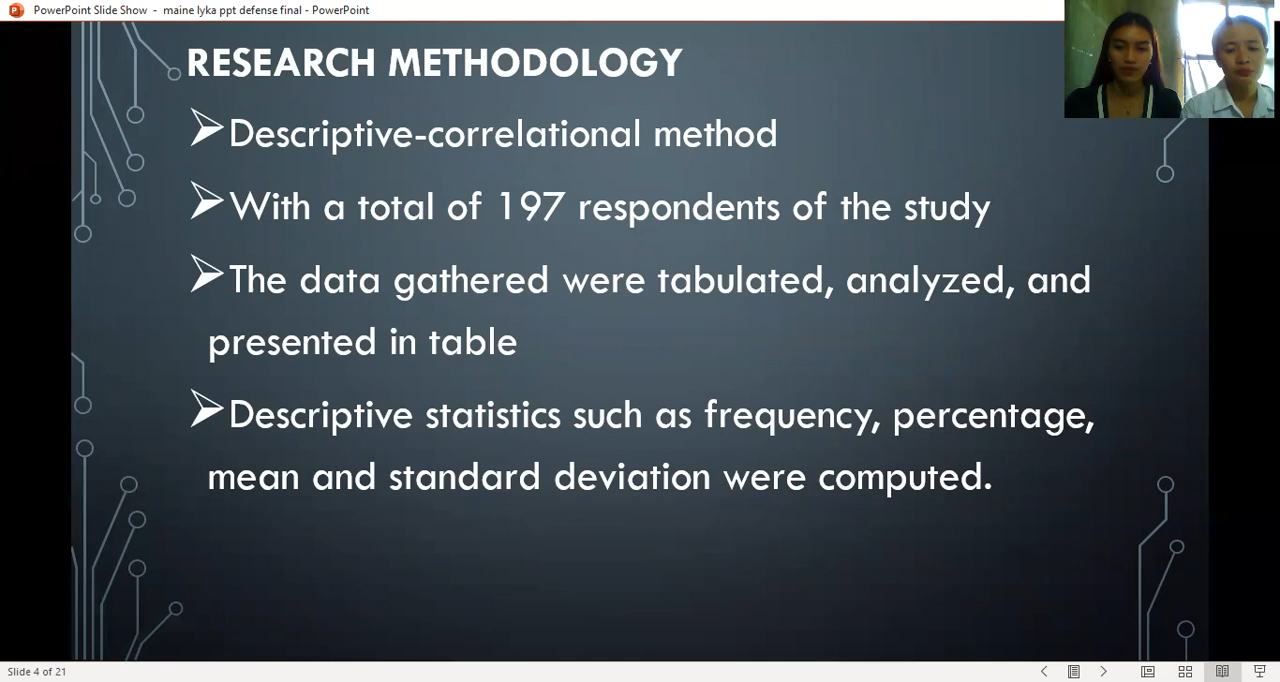 PowerPoint Slide Show - maine lyka ppt defense final - PowerPoint
RESEARCH METHODOLOGY
➢Descriptive-correlational method
➢With a total of 197 respondents of the study
➢The data gathered were tabulated, analyzed, and
presented in table
➢Descriptive statistics such as frequency, percentage,
mean and standard deviation were computed.
Slide 4 of 21